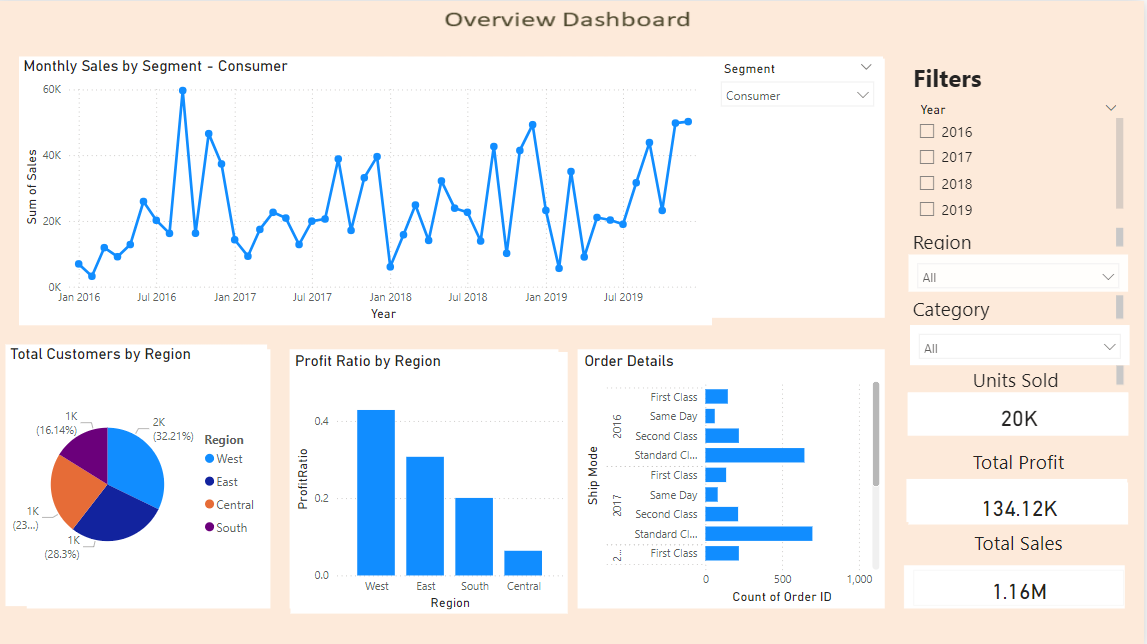 Overview Dashboard
Monthly Sales by Segment - Consumer
60K
40K
20K
0K
Sum of Sales
Jan 2016
Jul 2016
Jan 2017
Jul 2017
Jan 2018
Jul 2018
Jan 2019
Jul 2019
Year
Segment
Consumer
Filters
Year
2016
2017
2018
2019
Region
All
Category
All
Units Sold
20K
Total Profit
134.12K
Total Sales
1.16M
Total Customers by Region
1K
(16.14%)
2K
(32.21%)
1K
(23...)
1K
(28.3%)
Region
West
East
Central
South
Profit Ratio by Region
0.4
0.2
0.0
ProfitRatio
West
East
South
Central
Region
Order Details
Ship Mode
2016
First Class
Same Day
Second Class
Standard Cl...
2017
First Class
Same Day
Second Class
Standard Cl...
2...
First Class
0
500
1,000
Count of Order ID